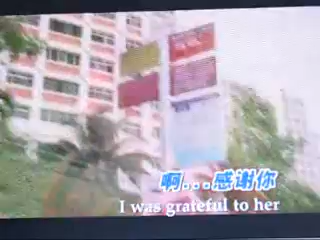 啊...感谢你
I was grateful to her